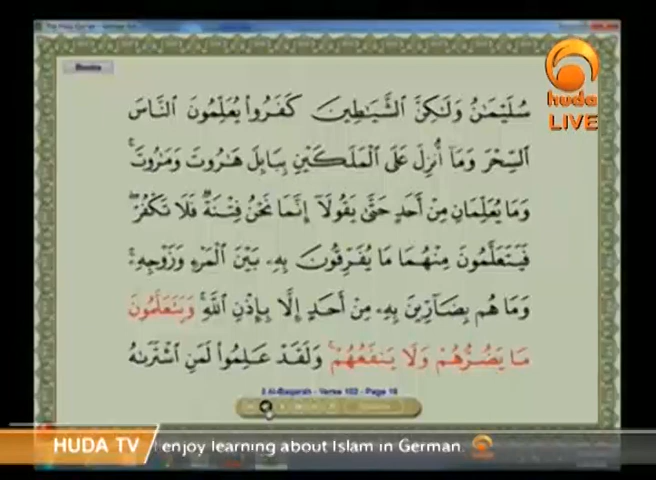 Books
huda
LIVE
سُلَيْمَٰنُ وَلَٰكِنَّ ٱلشَّيَٰطِينَ كَفَرُوا۟ يُعَلِّمُونَ ٱلنَّاسَ
ٱلسِّحْرَ وَمَآ أُنزِلَ عَلَى ٱلْمَلَكَيْنِ بِبَابِلَ هَٰرُوتَ وَمَٰرُوتَ ۚ
وَمَا يُعَلِّمَانِ مِنْ أَحَدٍ حَتَّىٰ يَقُولَآ إِنَّمَا نَحْنُ فِتْنَةٌ فَلَا تَكْفُرْ ۖ
فَيَتَعَلَّمُونَ مِنْهُمَا مَا يُفَرِّقُونَ بِهِۦ بَيْنَ ٱلْمَرْءِ وَزَوْجِهِۦ ۚ
وَمَا هُم بِضَآرِّينَ بِهِۦ مِنْ أَحَدٍ إِلَّا بِإِذْنِ ٱللَّهِ ۚ وَيَتَعَلَّمُونَ
مَا يَضُرُّهُمْ وَلَا يَنفَعُهُمْ ۚ وَلَقَدْ عَلِمُوا۟ لَمَنِ ٱشْتَرَىٰهُ
2 Al-Baqarah - Verse 102 - Page 16
HUDA TV
I enjoy learning about Islam in German.